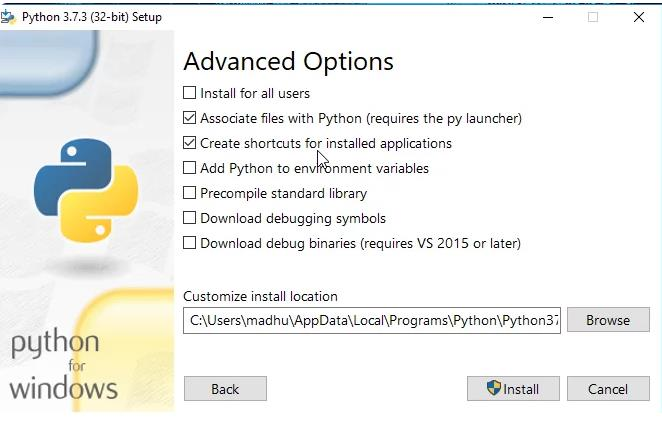 Python 3.7.3 (32-bit) Setup
Advanced Options
Install for all users
Associate files with Python (requires the py launcher)
Create shortcuts for installed applications
Add Python to environment variables
Precompile standard library
Download debugging symbols
Download debug binaries (requires VS 2015 or later)
Customize install location
C:\Users\madhu\AppData\Local\Programs\Python\Python37
Browse
python
for
windows
Back
Install
Cancel